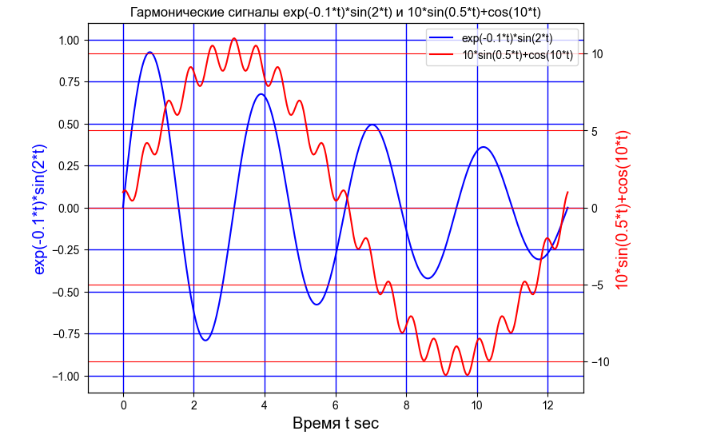 Гармонические сигналы exp(-0.1*t)*sin(2*t) и 10*sin(0.5*t)+cos(10*t)
exp(-0.1*t)*sin(2*t)
10*sin(0.5*t)+cos(10*t)
exp(-0.1*t)*sin(2*t)
1.00
0.75
0.50
0.25
0.00
−0.25
−0.50
−0.75
−1.00
10
5
0
−5
−10
10*sin(0.5*t)+cos(10*t)
0 2 4 6 8 10 12
Время t sec